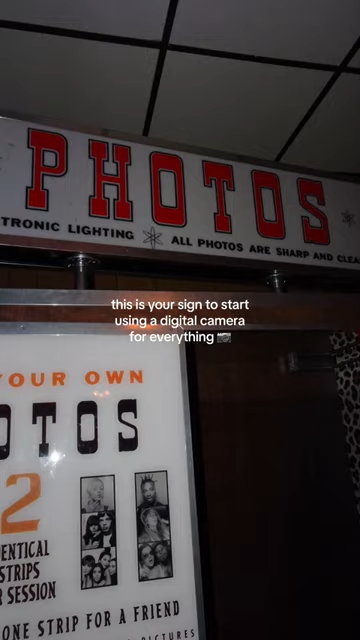 PHOTOS
TRONIC LIGHTING ALL PHOTOS ARE SHARP AND CLEA
this is your sign to start
using a digital camera
for everything 📷
YOUR OWN
OTOS
2
ENTICAL
STRIPS
R SESSION
ONE STRIP FOR A FRIEND
PICTURES